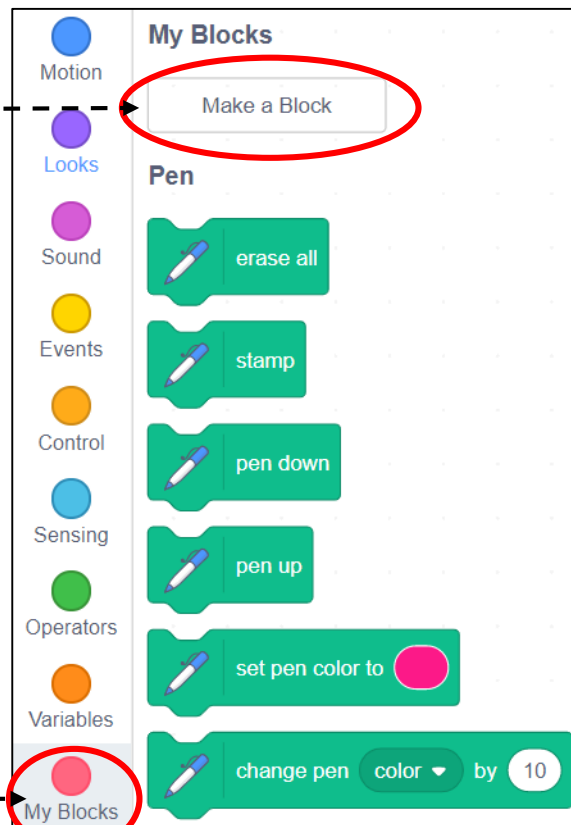 Motion
Looks
Sound
Events
Control
Sensing
Operators
Variables
My Blocks
My Blocks
Make a Block
Pen
erase all
stamp
pen down
pen up
set pen color to
change pen color by 10